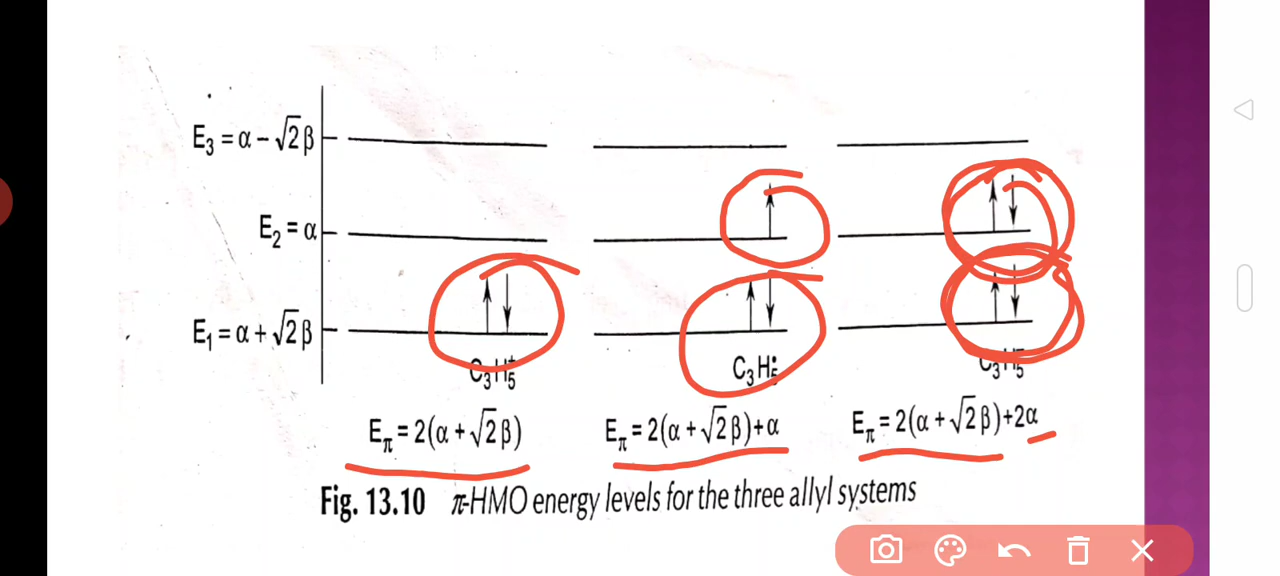 E₃ = α − √2β
E₂ = α
E₁ = α + √2β
C₃H₅⁺ C₃H₅• C₃H₅⁻
Eπ = 2(α + √2β) Eπ = 2(α + √2β)+α Eπ = 2(α + √2β)+2α
Fig. 13.10 π-HMO energy levels for the three allyl systems